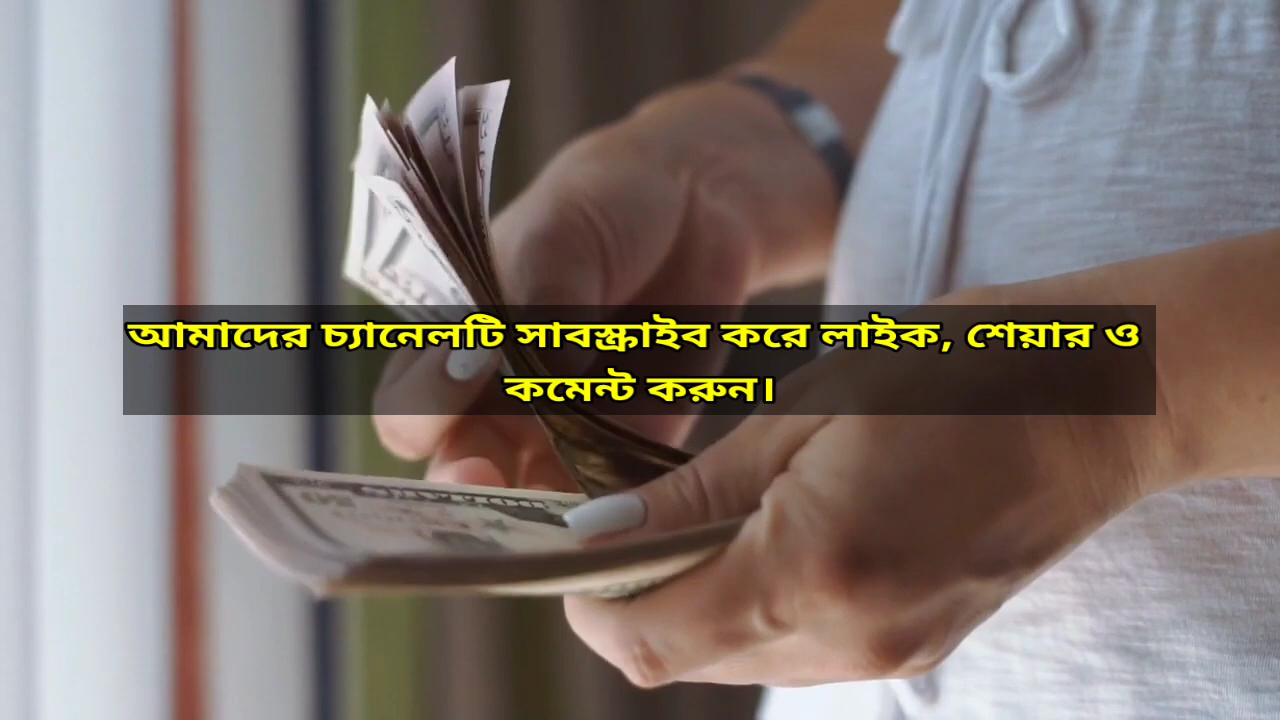 আমাদের চ্যানেলটি সাবস্ক্রাইব করে লাইক, শেয়ার ও
কমেন্ট করুন।